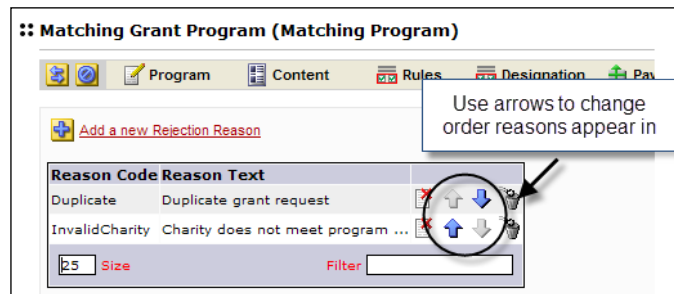 Matching Grant Program (Matching Program)
Program Content Rules Designation Pay
Use arrows to change
order reasons appear in
Add a new Rejection Reason
Reason Code Reason Text
Duplicate Duplicate grant request
InvalidCharity Charity does not meet program ...
25 Size Filter